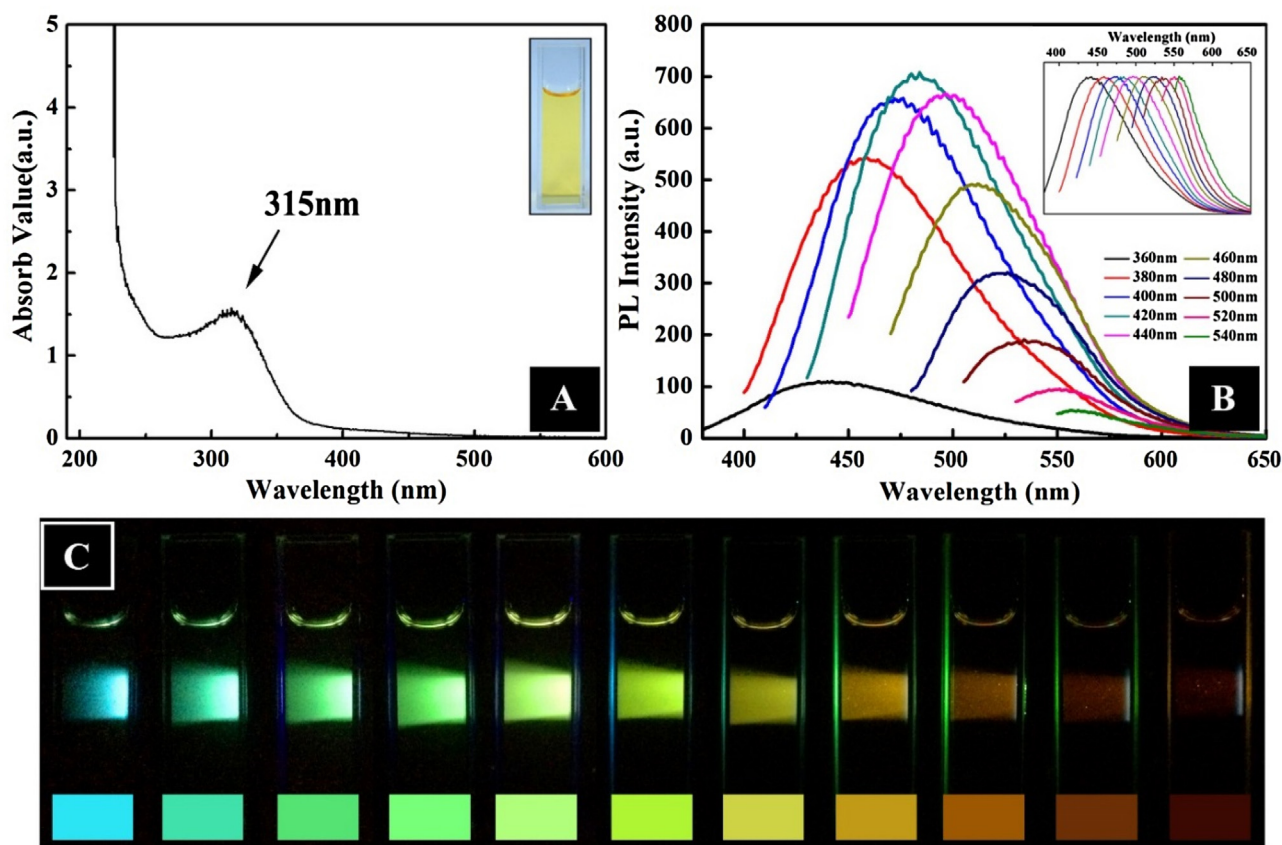 5
4
3
2
1
0
Absorb Value(a.u.)
315nm
A
200 300 400 500 600
Wavelength (nm)
800
700
600
500
400
300
200
100
0
PL Intensity (a.u.)
Wavelength (nm)
400 450 500 550 600 650
360nm 460nm
380nm 480nm
400nm 500nm
420nm 520nm
440nm 540nm
B
400 450 500 550 600 650
Wavelength (nm)
C